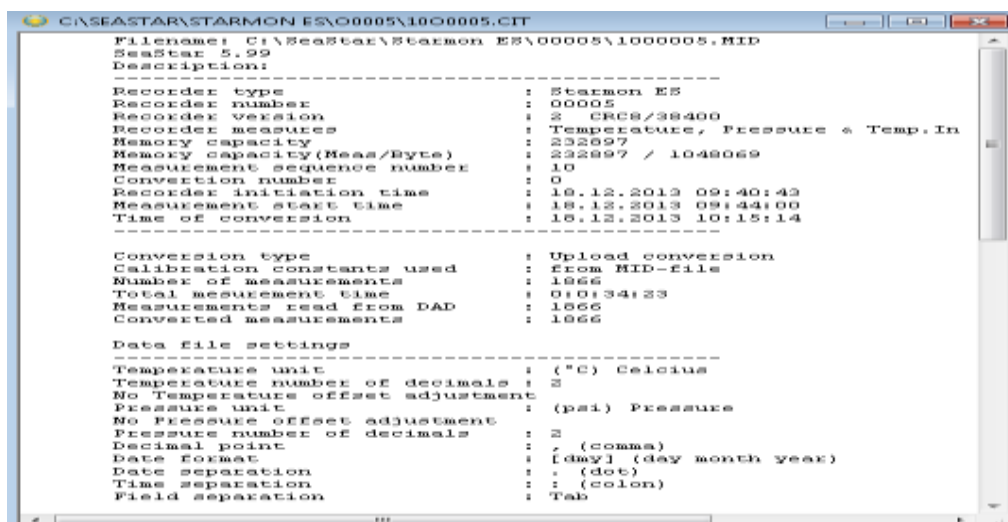 C:\SEASTAR\STARMON ES\O0005\10O0005.CIT
Filename: C:\SeaStar\Starmon ES\00005\1000005.MID
SeaStar 5.99
Description:
Recorder type : Starmon ES
Recorder number : 00005
Recorder version : 2 CRC8/38400
Recorder measures : Temperature, Pressure & Temp.In
Memory capacity : 232897
Memory capacity(Meas/Byte) : 232897 / 1048069
Measurement sequence number : 10
Convertion number : 0
Recorder initiation time : 18.12.2013 09:40:43
Measurement start time : 18.12.2013 09:44:00
Time of conversion : 18.12.2013 10:15:14
Conversion type : Upload conversion
Calibration constants used : from MID-file
Number of measurements : 1866
Total mesurement time : 0:0:34:23
Measurements read from DAD : 1866
Converted measurements : 1866
Data file settings
Temperature unit : (°C) Celcius
Temperature number of decimals : 2
No Temperature offset adjustment
Pressure unit : (psi) Pressure
No Pressure offset adjustment
Pressure number of decimals : 2
Decimal point : , (comma)
Date format : [dmy] (day month year)
Date separation : . (dot)
Time separation : : (colon)
Field separation : Tab